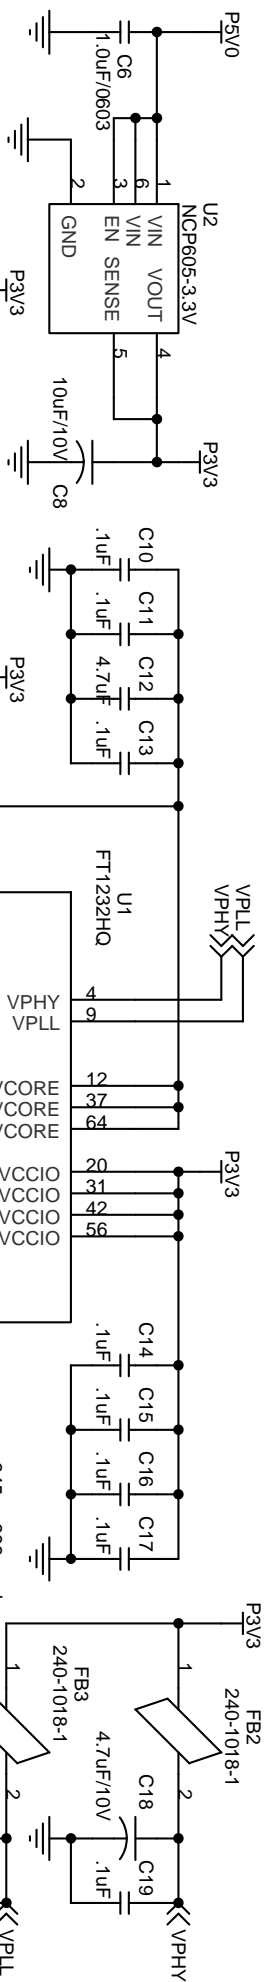 P5V0
C6
1.0uF/0603
U2
NCP605-3.3V
1
6
3
2
VIN
VIN
EN
GND
VOUT
SENSE
4
5
P3V3
10uF/10V
C8
P3V3
C10
.1uF
C11
.1uF
C12
4.7uF
C13
.1uF
P3V3
U1
FT1232HQ
VPLL
VPHY
4
9
VPHY
VPLL
12
37
64
VCORE
VCORE
VCORE
P3V3
20
31
42
56
VCCIO
VCCIO
VCCIO
VCCIO
C14
.1uF
C15
.1uF
C16
.1uF
C17
.1uF
P3V3
FB2
240-1018-1
1
2
VPHY
FB3
240-1018-1
1
2
VPLL
C18
4.7uF/10V
C19
.1uF